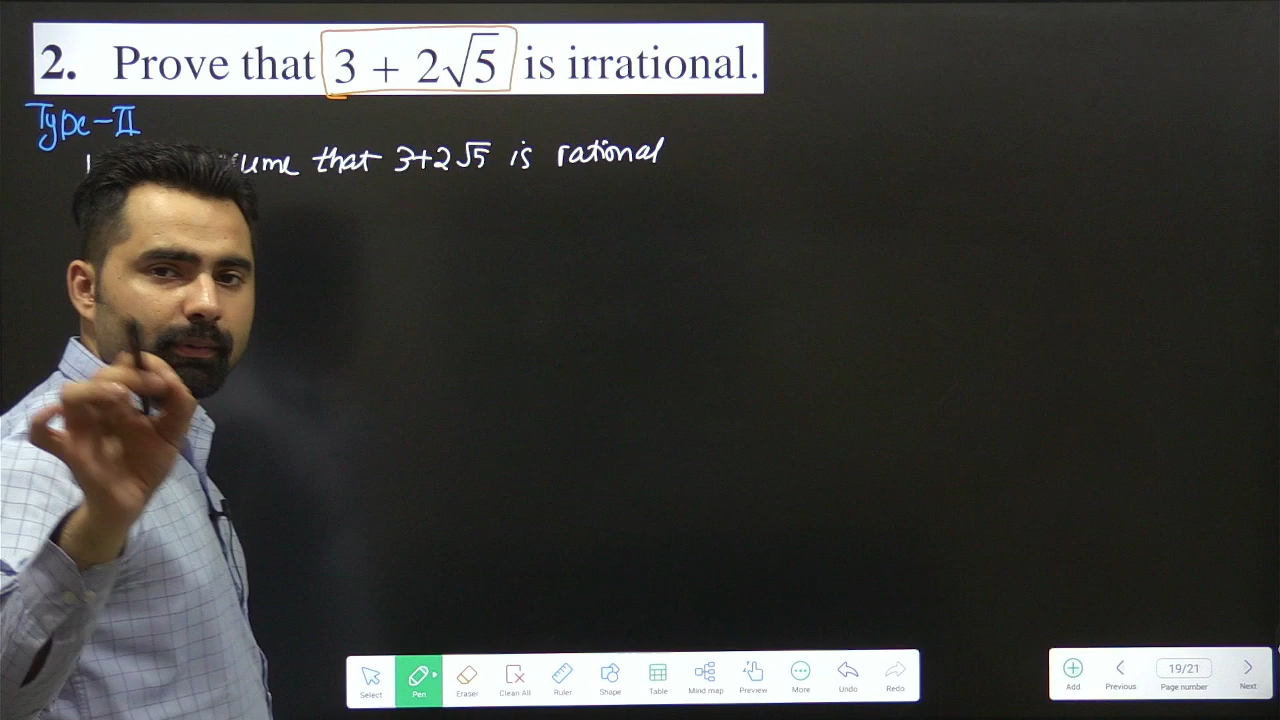 2. Prove that 3 + 2√5 is irrational.
Type-II
that 3+2√5 is rational
Select
Pen
Eraser
Clean All
Ruler
Shape
Table
Mind map
Preview
More
Undo
Redo
Add
Previous
19/21
Page number
Next